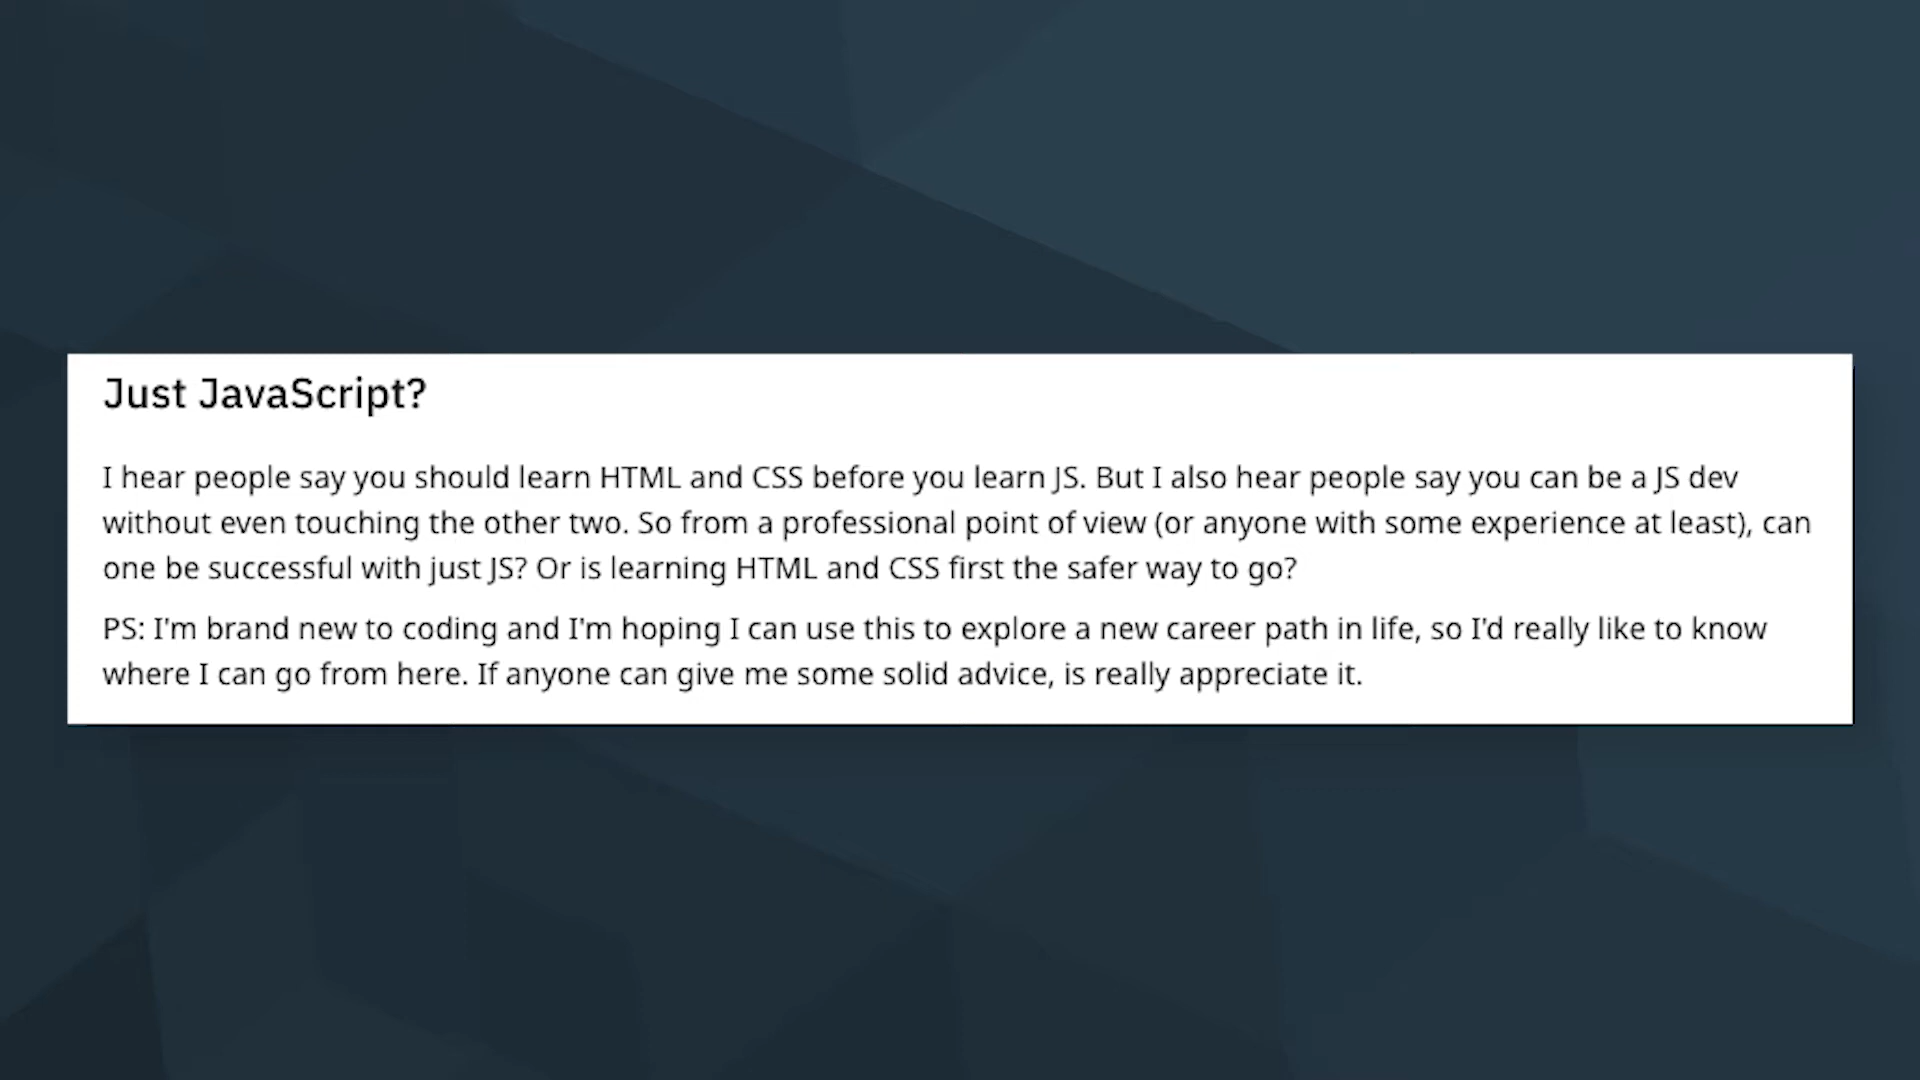 Just JavaScript?
I hear people say you should learn HTML and CSS before you learn JS. But I also hear people say you can be a JS dev
without even touching the other two. So from a professional point of view (or anyone with some experience at least), can
one be successful with just JS? Or is learning HTML and CSS first the safer way to go?
PS: I'm brand new to coding and I'm hoping I can use this to explore a new career path in life, so I'd really like to know
where I can go from here. If anyone can give me some solid advice, is really appreciate it.